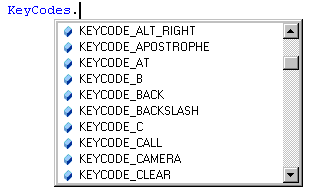 KeyCodes.
KEYCODE_ALT_RIGHT
KEYCODE_APOSTROPHE
KEYCODE_AT
KEYCODE_B
KEYCODE_BACK
KEYCODE_BACKSLASH
KEYCODE_C
KEYCODE_CALL
KEYCODE_CAMERA
KEYCODE_CLEAR